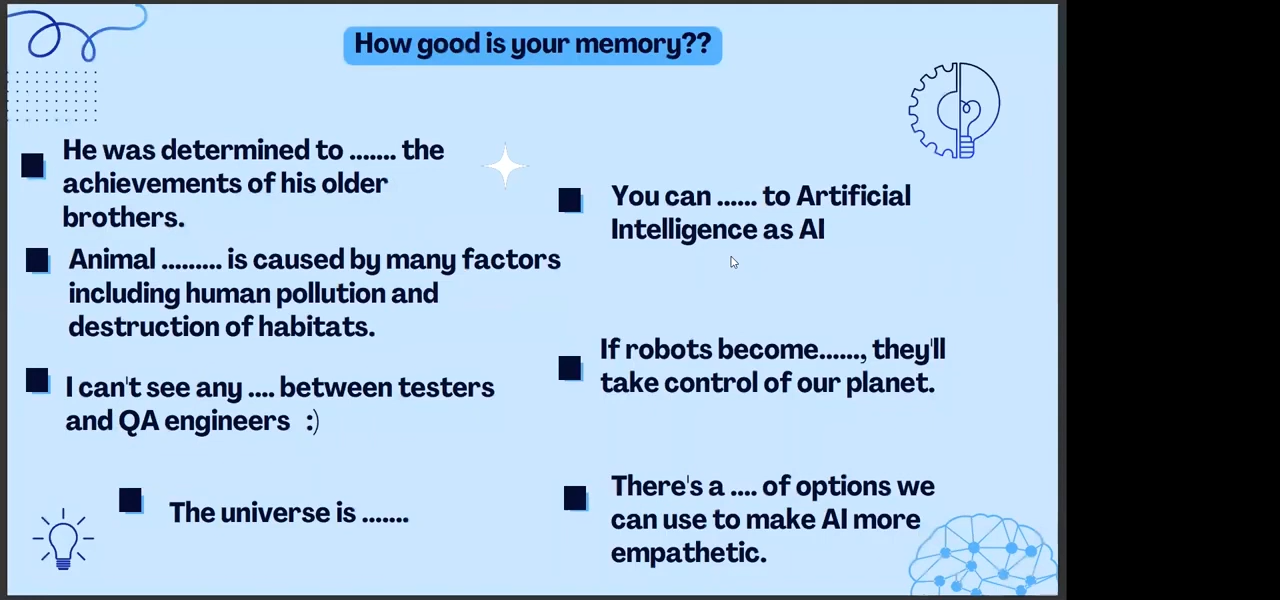 How good is your memory??
He was determined to ....... the
achievements of his older
brothers.
Animal ......... is caused by many factors
including human pollution and
destruction of habitats.
I can't see any .... between testers
and QA engineers :)
The universe is .......
You can ...... to Artificial
Intelligence as AI
If robots become......, they'll
take control of our planet.
There's a .... of options we
can use to make AI more
empathetic.